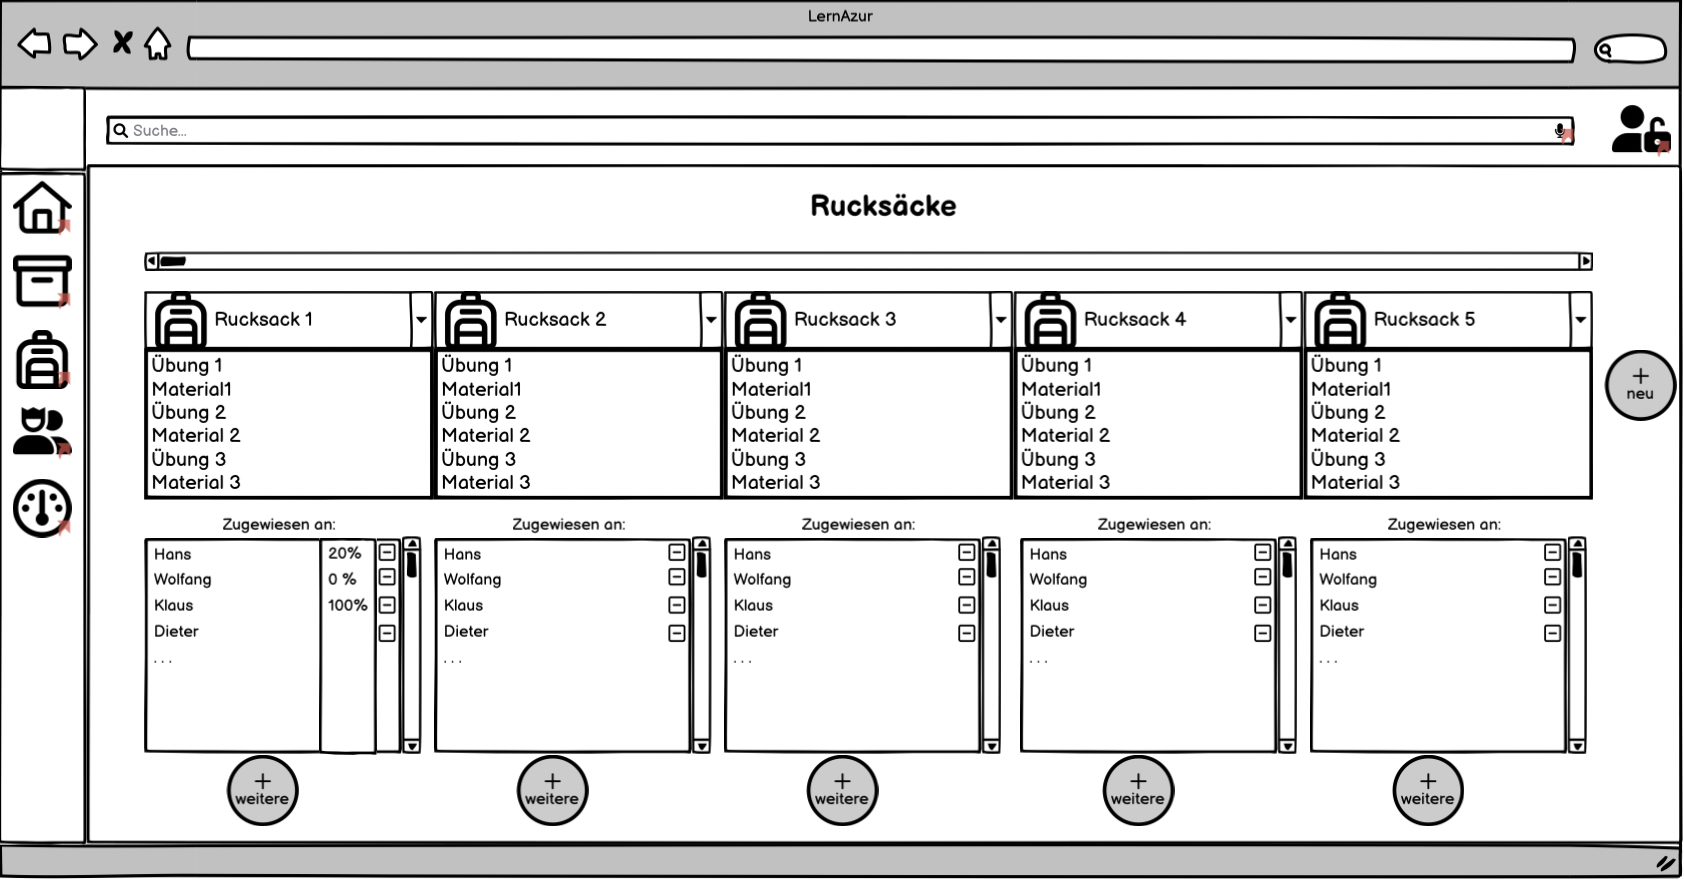 LernAzur
Suche...
Rucksäcke
Rucksack 1
Rucksack 2
Rucksack 3
Rucksack 4
Rucksack 5
Übung 1
Material1
Übung 2
Material 2
Übung 3
Material 3
Übung 1
Material1
Übung 2
Material 2
Übung 3
Material 3
Übung 1
Material1
Übung 2
Material 2
Übung 3
Material 3
Übung 1
Material1
Übung 2
Material 2
Übung 3
Material 3
Übung 1
Material1
Übung 2
Material 2
Übung 3
Material 3
+
neu
Zugewiesen an:
Hans 20%
Wolfang 0 %
Klaus 100%
Dieter
. . .
+
weitere
Zugewiesen an:
Hans
Wolfang
Klaus
Dieter
. . .
+
weitere
Zugewiesen an:
Hans
Wolfang
Klaus
Dieter
. . .
+
weitere
Zugewiesen an:
Hans
Wolfang
Klaus
Dieter
. . .
+
weitere
Zugewiesen an:
Hans
Wolfang
Klaus
Dieter
. . .
+
weitere